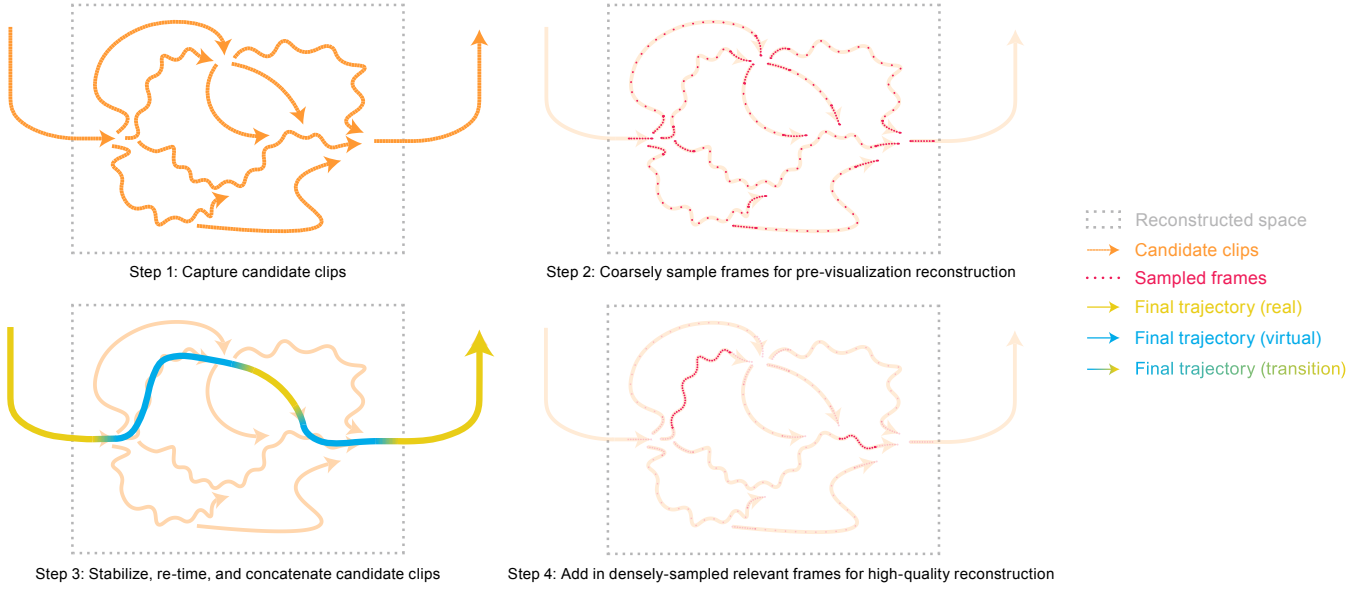 Step 1: Capture candidate clips
Step 2: Coarsely sample frames for pre-visualization reconstruction
Reconstructed space
Candidate clips
Sampled frames
Final trajectory (real)
Final trajectory (virtual)
Final trajectory (transition)
Step 3: Stabilize, re-time, and concatenate candidate clips
Step 4: Add in densely-sampled relevant frames for high-quality reconstruction